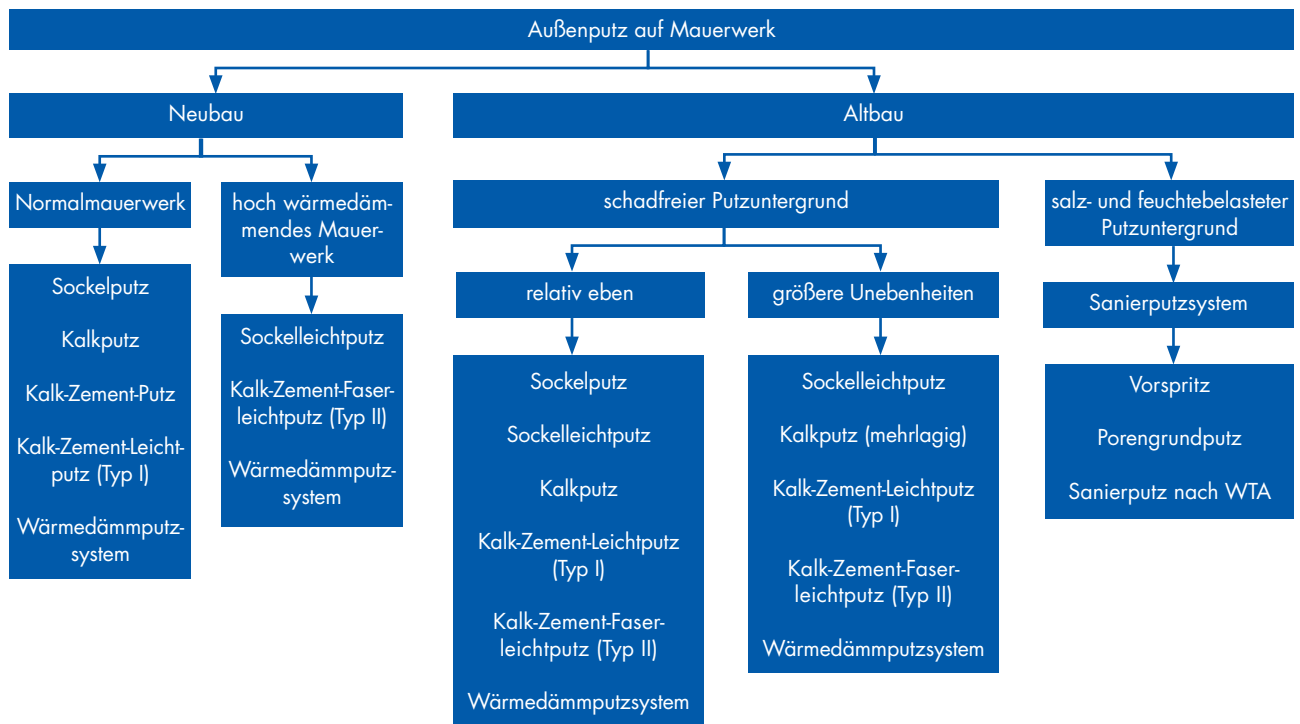 Außenputz auf Mauerwerk
Neubau
Altbau
Normalmauerwerk
hoch wärmedäm-
mendes Mauer-
werk
schadfreier Putzuntergrund
salz- und feuchtebelasteter
Putzuntergrund
Sockelputz
Kalkputz
Kalk-Zement-Putz
Kalk-Zement-Leicht-
putz (Typ I)
Wärmedämmputz-
system
Sockelleichtputz
Kalk-Zement-Faser-
leichtputz (Typ II)
Wärmedämmputz-
system
relativ eben
größere Unebenheiten
Sanierputzsystem
Sockelputz
Sockelleichtputz
Kalkputz
Kalk-Zement-Leichtputz
(Typ I)
Kalk-Zement-Faser-
leichtputz (Typ II)
Wärmedämmputzsystem
Sockelleichtputz
Kalkputz (mehrlagig)
Kalk-Zement-Leichtputz
(Typ I)
Kalk-Zement-Faser-
leichtputz (Typ II)
Wärmedämmputzsystem
Vorspritz
Porengrundputz
Sanierputz nach WTA